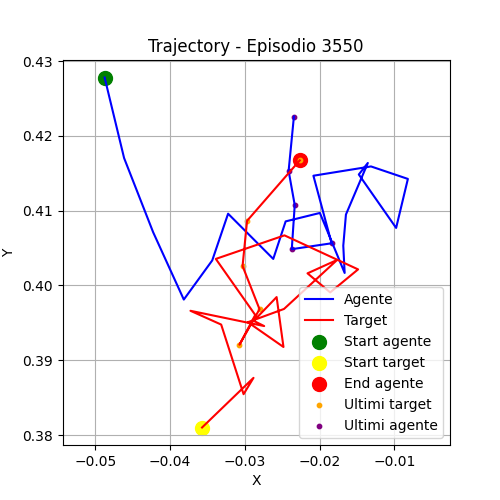 Trajectory - Episodio 3550
0.43
0.42
0.41
0.40
0.39
0.38
Y
−0.05
−0.04
−0.03
−0.02
−0.01
X
Agente
Target
Start agente
Start target
End agente
Ultimi target
Ultimi agente